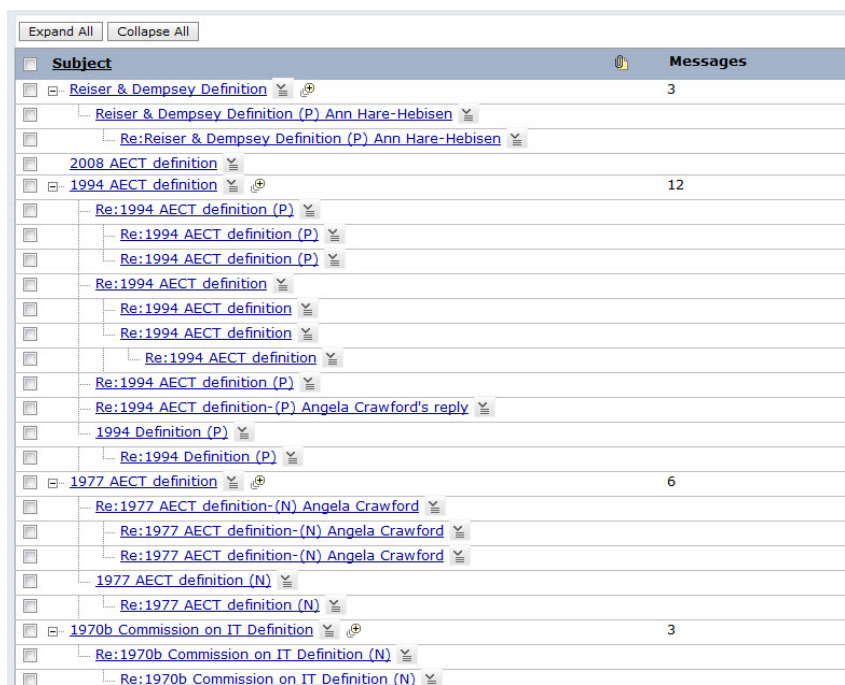 Expand All Collapse All
Subject Messages
Reiser & Dempsey Definition 3
Reiser & Dempsey Definition (P) Ann Hare-Hebisen
Re:Reiser & Dempsey Definition (P) Ann Hare-Hebisen
2008 AECT definition
1994 AECT definition 12
Re:1994 AECT definition (P)
Re:1994 AECT definition (P)
Re:1994 AECT definition (P)
Re:1994 AECT definition
Re:1994 AECT definition
Re:1994 AECT definition
Re:1994 AECT definition
Re:1994 AECT definition (P)
Re:1994 AECT definition-(P) Angela Crawford's reply
1994 Definition (P)
Re:1994 Definition (P)
1977 AECT definition 6
Re:1977 AECT definition-(N) Angela Crawford
Re:1977 AECT definition-(N) Angela Crawford
Re:1977 AECT definition-(N) Angela Crawford
1977 AECT definition (N)
Re:1977 AECT definition (N)
1970b Commission on IT Definition 3
Re:1970b Commission on IT Definition (N)
Re:1970b Commission on IT Definition (N)